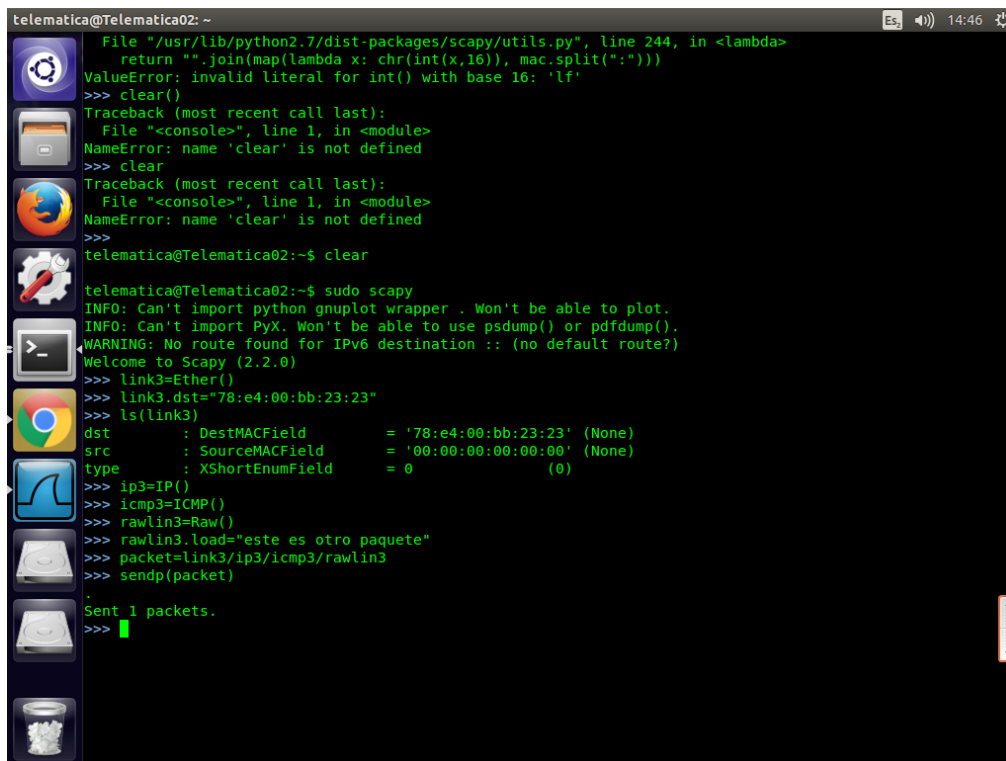 telematica@Telematica02: ~
Es2 14:46
File "/usr/lib/python2.7/dist-packages/scapy/utils.py", line 244, in <lambda>
return "".join(map(lambda x: chr(int(x,16)), mac.split(":")))
ValueError: invalid literal for int() with base 16: 'lf'
>>> clear()
Traceback (most recent call last):
File "<console>", line 1, in <module>
NameError: name 'clear' is not defined
>>> clear
Traceback (most recent call last):
File "<console>", line 1, in <module>
NameError: name 'clear' is not defined
>>>
telematica@Telematica02:~$ clear
telematica@Telematica02:~$ sudo scapy
INFO: Can't import python gnuplot wrapper . Won't be able to plot.
INFO: Can't import PyX. Won't be able to use psdump() or pdfdump().
WARNING: No route found for IPv6 destination :: (no default route?)
Welcome to Scapy (2.2.0)
>>> link3=Ether()
>>> link3.dst="78:e4:00:bb:23:23"
>>> ls(link3)
dst : DestMACField = '78:e4:00:bb:23:23' (None)
src : SourceMACField = '00:00:00:00:00:00' (None)
type : XShortEnumField = 0 (0)
>>> ip3=IP()
>>> icmp3=ICMP()
>>> rawlin3=Raw()
>>> rawlin3.load="este es otro paquete"
>>> packet=link3/ip3/icmp3/rawlin3
>>> sendp(packet)
.
Sent 1 packets.
>>>